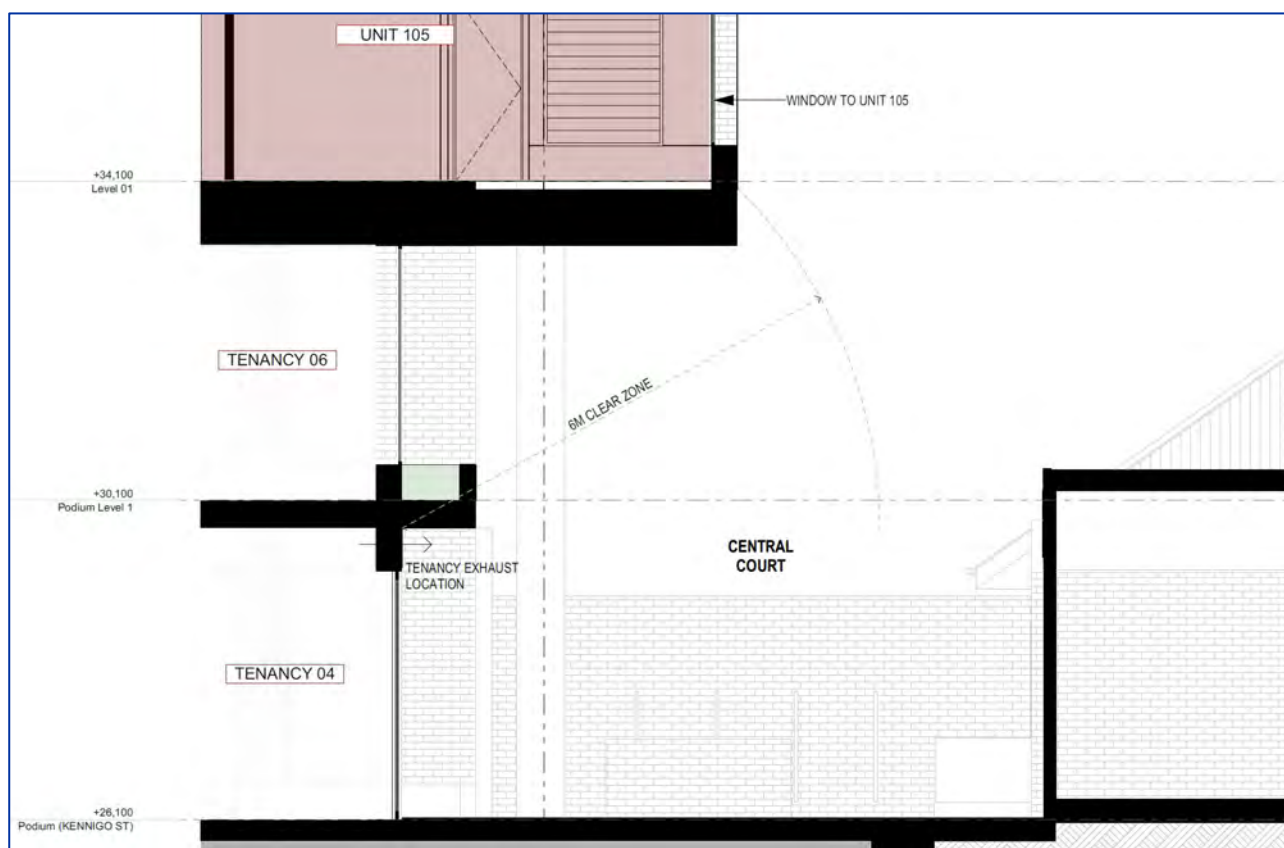 UNIT 105
WINDOW TO UNIT 105
+34,100
Level 01
TENANCY 06
6M CLEAR ZONE
+30,100
Podium Level 1
CENTRAL
COURT
TENANCY EXHAUST
LOCATION
TENANCY 04
+26,100
Podium (KENNIGO ST)